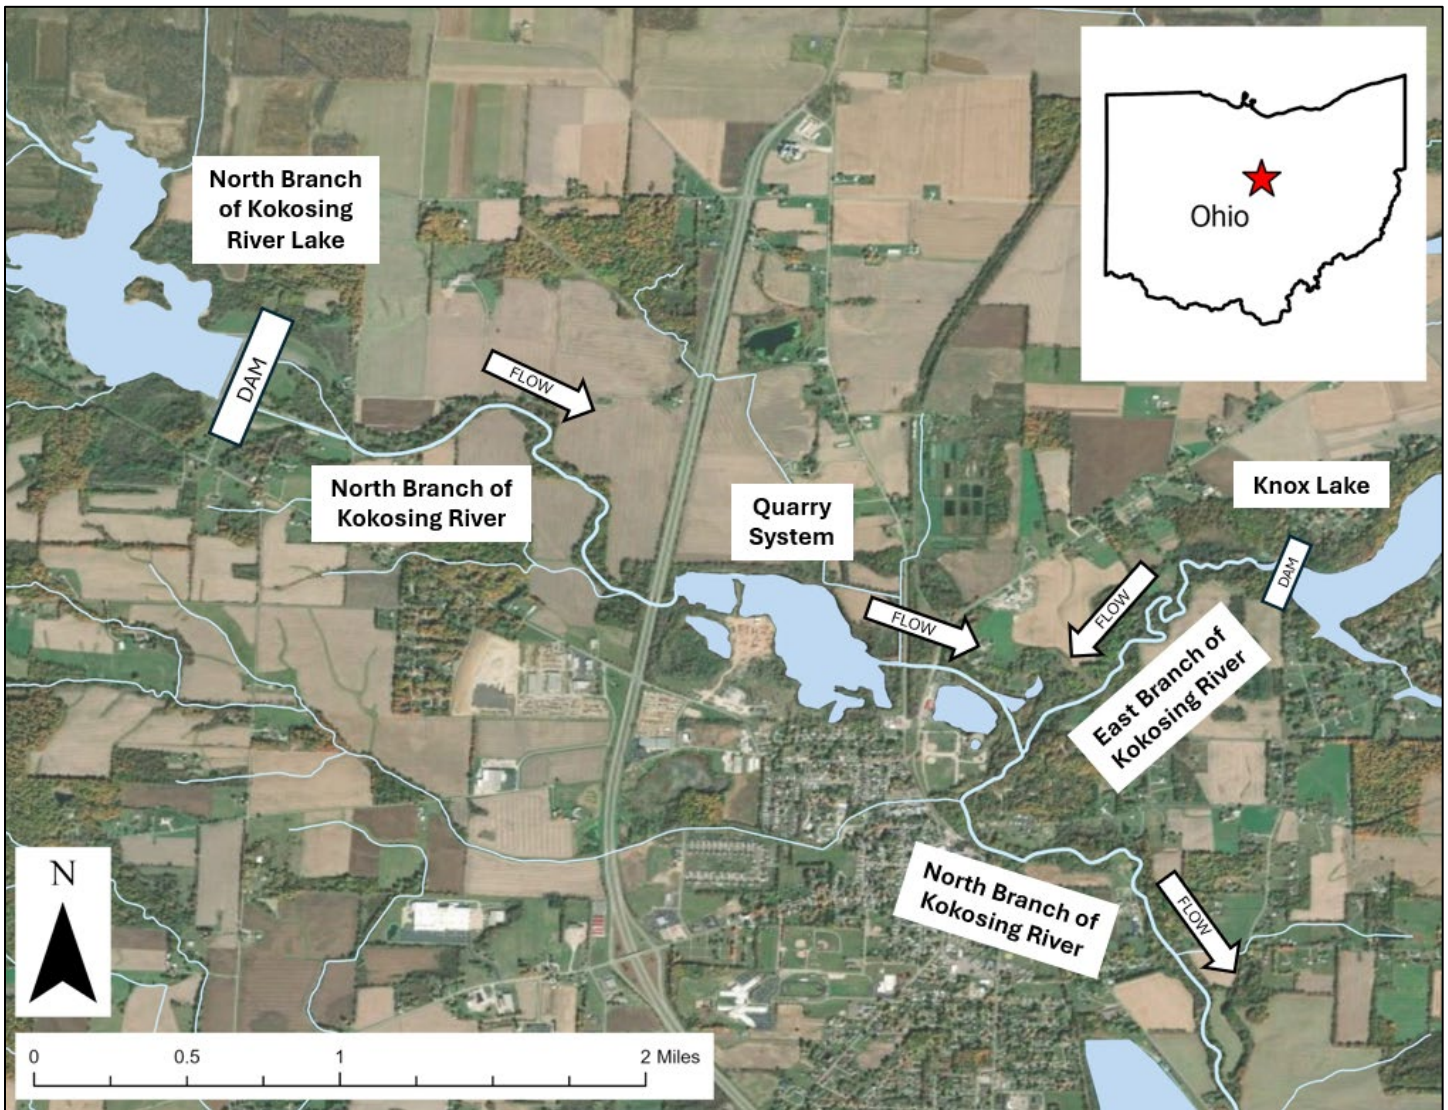 North Branch
of Kokosing
River Lake
Ohio
DAM
FLOW
North Branch of
Kokosing River
Quarry
System
Knox Lake
DAM
FLOW
FLOW
East Branch of
Kokosing River
North Branch of
Kokosing River
FLOW
N
0 0.5 1 2 Miles